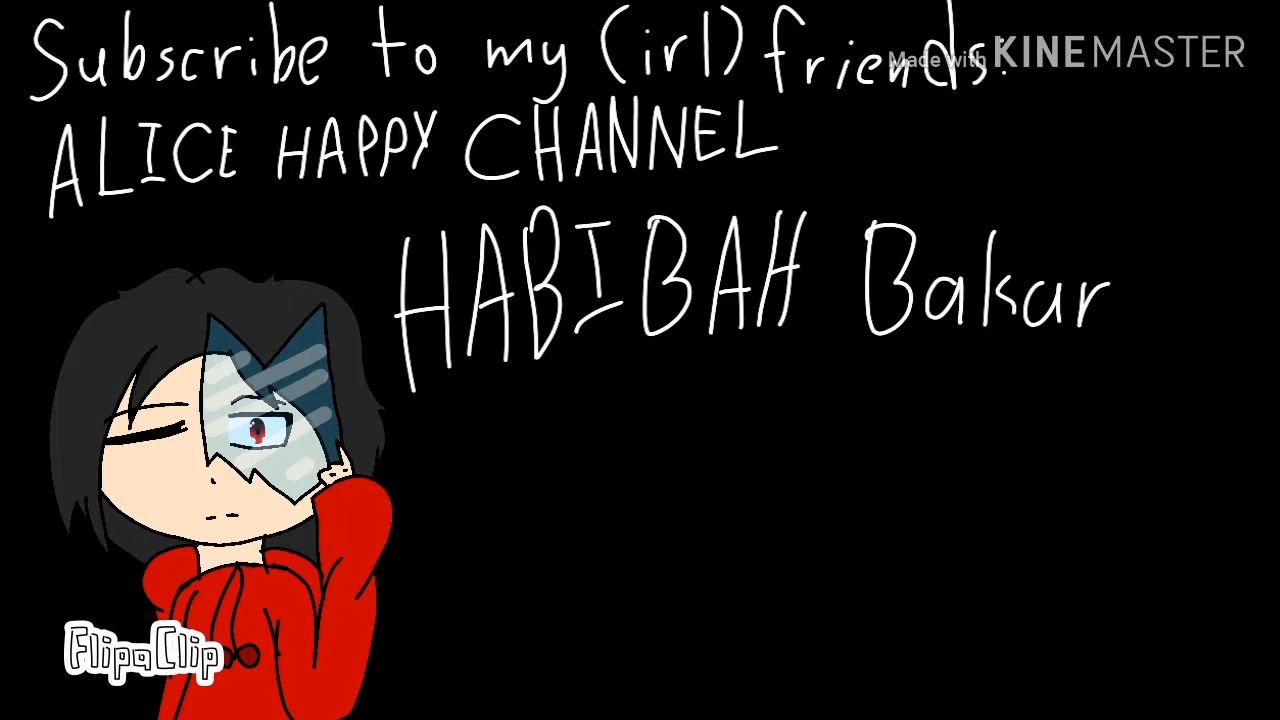 Subscribe to my (irl) friends:
Made with KINEMASTER
ALICE HAPPY CHANNEL
HABIBAH Bakar
FlipaClip